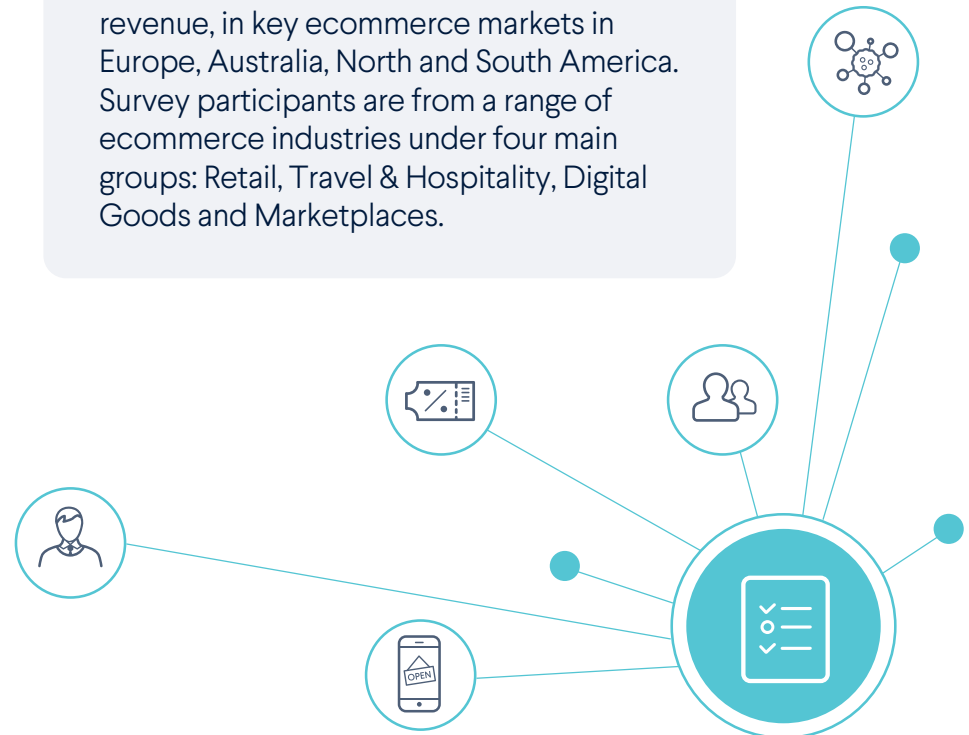 revenue, in key ecommerce markets in
Europe, Australia, North and South America.
Survey participants are from a range of
ecommerce industries under four main
groups: Retail, Travel & Hospitality, Digital
Goods and Marketplaces.
OPEN